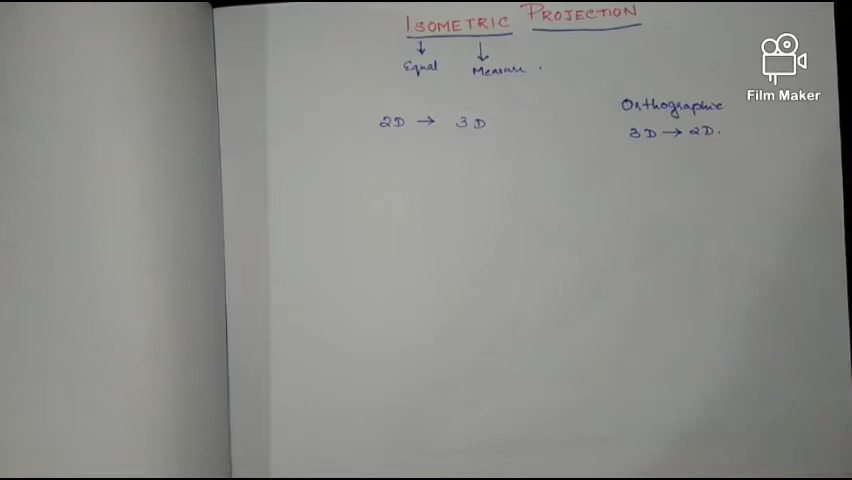 ISOMETRIC PROJECTION
↓ ↓
Equal Measure.
2D → 3D
Orthographic
3D → 2D.
Film Maker